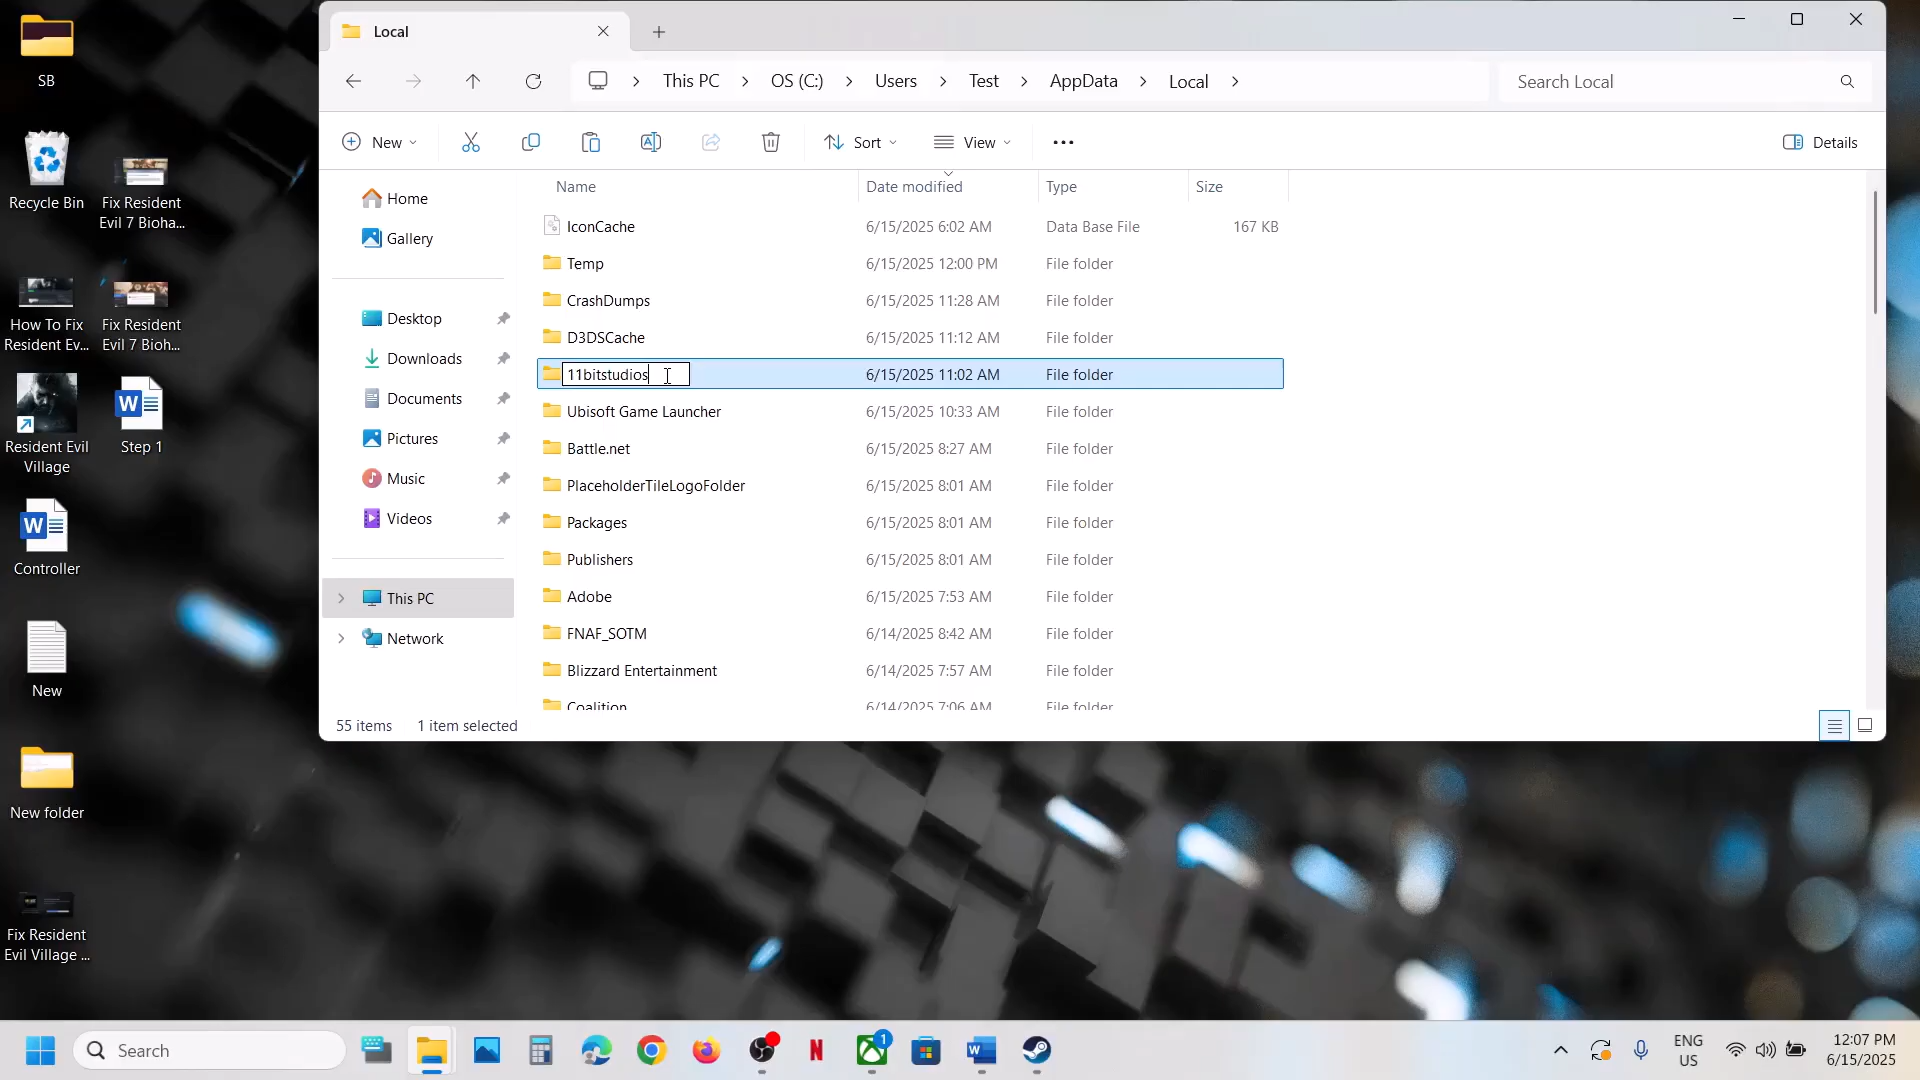 SB
Recycle Bin
Fix Resident
Evil 7 Bioha...
How To Fix
Resident Ev...
Fix Resident
Evil 7 Bioh...
Resident Evil
Village
Step 1
Controller
New
New folder
Fix Resident
Evil Village ...
Local
This PC
OS (C:)
Users
Test
AppData
Local
Search Local
New
Sort
View
Details
Home
Gallery
Desktop
Downloads
Documents
Pictures
Music
Videos
This PC
Network
Name Date modified Type Size
IconCache 6/15/2025 6:02 AM Data Base File 167 KB
Temp 6/15/2025 12:00 PM File folder
CrashDumps 6/15/2025 11:28 AM File folder
D3DSCache 6/15/2025 11:12 AM File folder
11bitstudios 6/15/2025 11:02 AM File folder
Ubisoft Game Launcher 6/15/2025 10:33 AM File folder
Battle.net 6/15/2025 8:27 AM File folder
PlaceholderTileLogoFolder 6/15/2025 8:01 AM File folder
Packages 6/15/2025 8:01 AM File folder
Publishers 6/15/2025 8:01 AM File folder
Adobe 6/15/2025 7:53 AM File folder
FNAF_SOTM 6/14/2025 8:42 AM File folder
Blizzard Entertainment 6/14/2025 7:57 AM File folder
Coalition 6/14/2025 7:06 AM File folder
55 items 1 item selected
Search
1
ENG
US
12:07 PM
6/15/2025